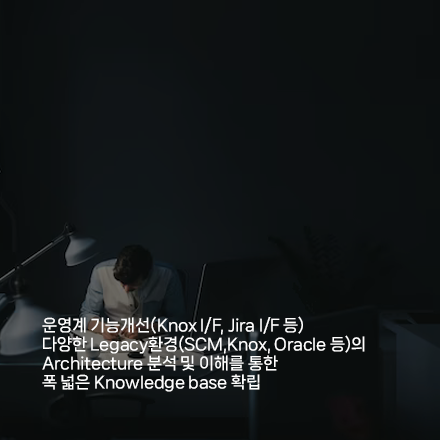 운영계 기능개선(Knox I/F, Jira I/F 등)
다양한 Legacy환경(SCM,Knox, Oracle 등)의
Architecture 분석 및 이해를 통한
폭 넓은 Knowledge base 확립